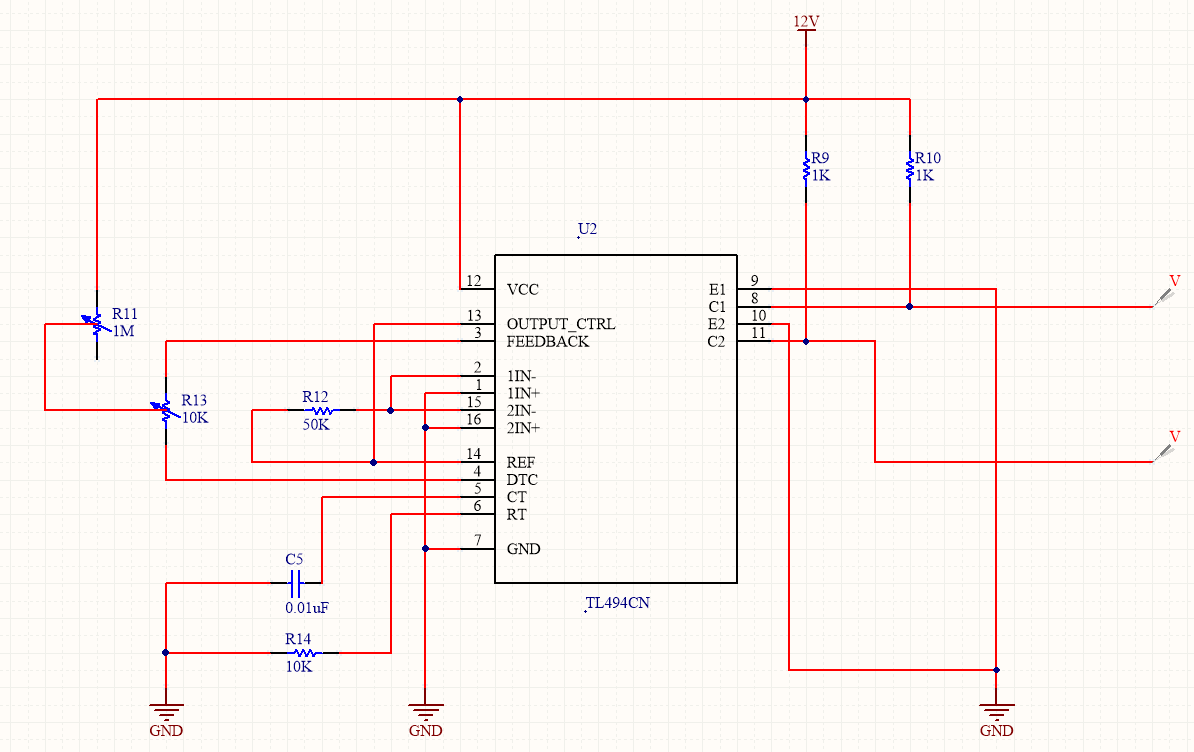 12V
R9
1K
R10
1K
U2
12
VCC
13
OUTPUT_CTRL
3
FEEDBACK
2
1IN-
1
1IN+
15
2IN-
16
2IN+
14
REF
4
DTC
5
CT
6
RT
7
GND
E1
9
C1
8
E2
10
C2
11
V
V
R11
1M
R13
10K
R12
50K
C5
0.01uF
R14
10K
TL494CN
GND
GND
GND